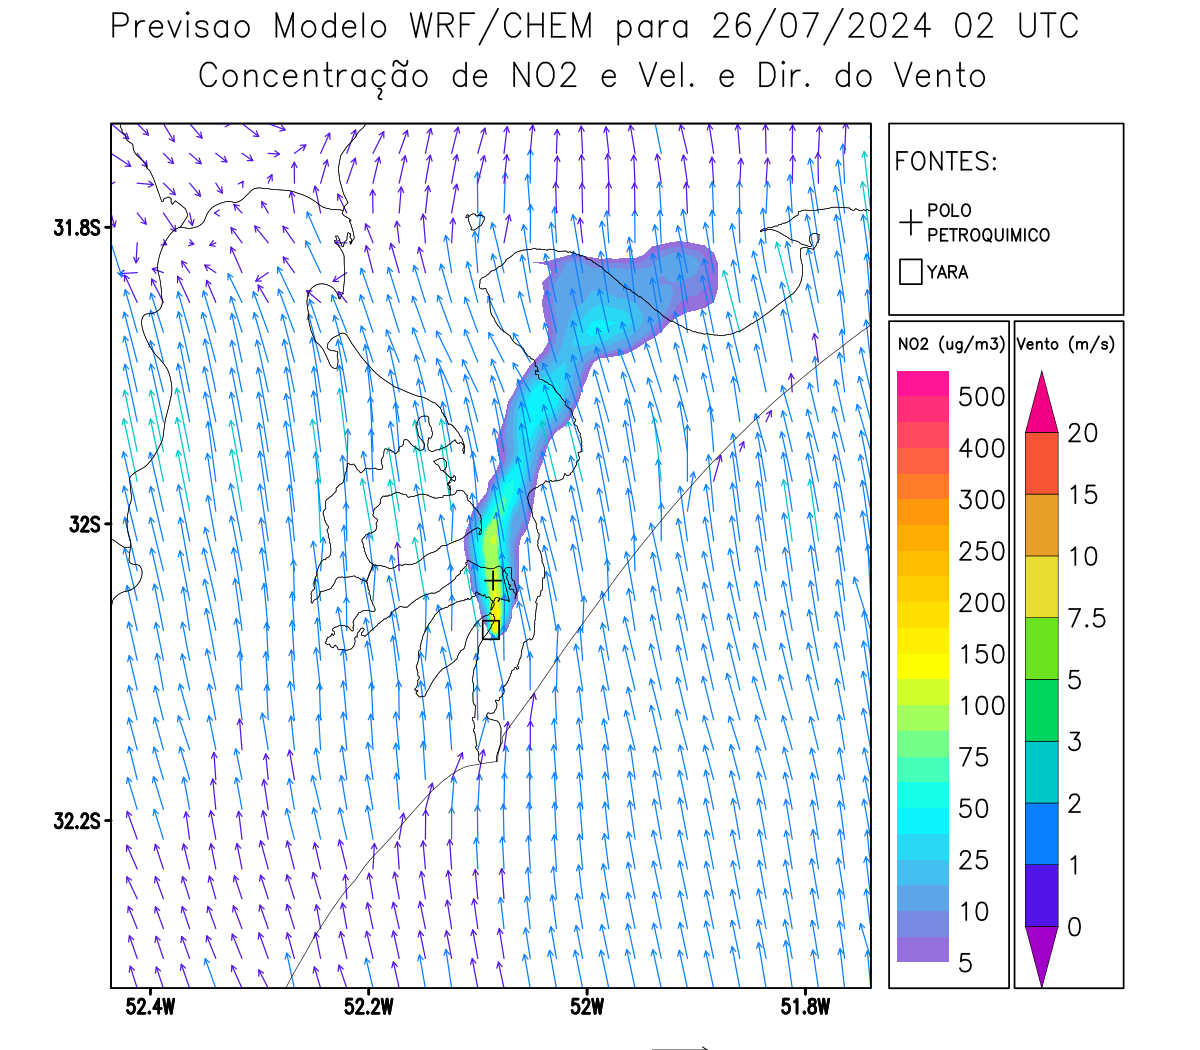 Previsao Modelo WRF/CHEM para 26/07/2024 02 UTC
Concentração de NO2 e Vel. e Dir. do Vento
FONTES:
POLO
PETROQUIMICO
YARA
NO2 (ug/m3)
500
400
300
250
200
150
100
75
50
25
10
5
Vento (m/s)
20
15
10
7.5
5
3
2
1
0
31.8S
32S
32.2S
52.4W
52.2W
52W
51.8W